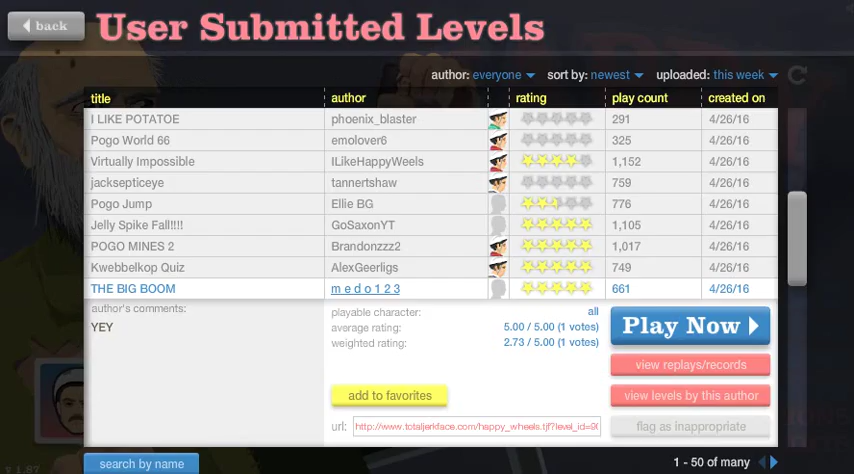 back
User Submitted Levels
author: everyone sort by: newest uploaded: this week
title author rating play count created on
I LIKE POTATOE phoenix_blaster 291 4/26/16
Pogo World 66 emolover6 325 4/26/16
Virtually Impossible ILikeHappyWeels 1,152 4/26/16
jacksepticeye tannertshaw 759 4/26/16
Pogo Jump Ellie BG 776 4/26/16
Jelly Spike Fall!!!! GoSaxonYT 1,105 4/26/16
POGO MINES 2 Brandonzzz2 1,017 4/26/16
Kwebbelkop Quiz AlexGeerligs 749 4/26/16
THE BIG BOOM m e d o 1 2 3 661 4/26/16
author's comments:
YEY
playable character: all
average rating: 5.00 / 5.00 (1 votes)
weighted rating: 2.73 / 5.00 (1 votes)
Play Now
view replays/records
add to favorites
view levels by this author
url: http://www.totaljerkface.com/happy_wheels.tjf?level_id=9
flag as inappropriate
search by name
1 - 50 of many
v 1.87